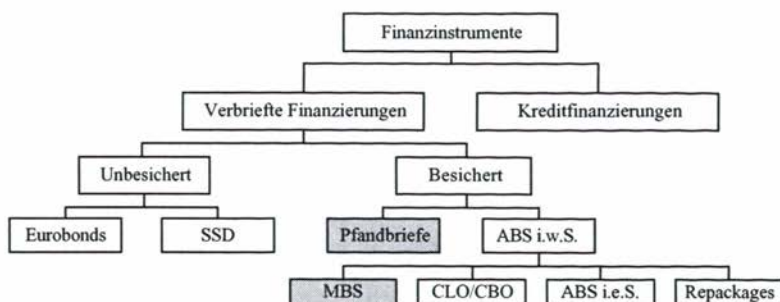 Finanzinstrumente
Verbriefte Finanzierungen
Kreditfinanzierungen
Unbesichert
Besichert
Eurobonds
SSD
Pfandbriefe
ABS i.w.S.
MBS
CLO/CBO
ABS i.e.S.
Repackages